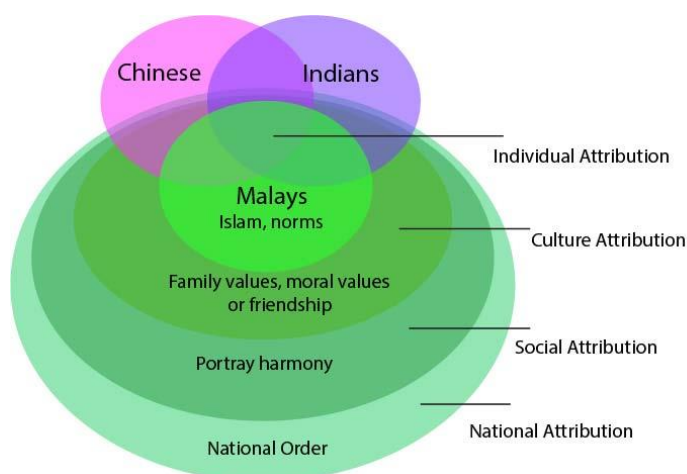 Chinese
Indians
Individual Attribution
Malays
Islam, norms
Culture Attribution
Family values, moral values
or friendship
Social Attribution
Portray harmony
National Attribution
National Order